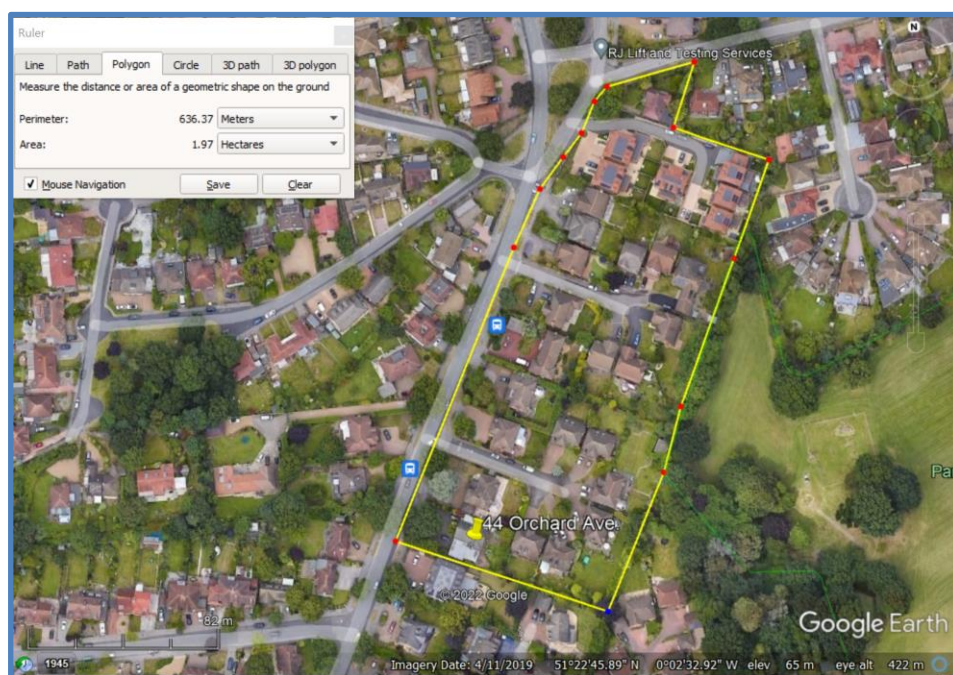 Ruler
Line Path Polygon Circle 3D path 3D polygon
Measure the distance or area of a geometric shape on the ground
Perimeter: 636.37 Meters
Area: 1.97 Hectares
Mouse Navigation Save Clear
N
RJ Lift and Testing Services
Pa
44 Orchard Ave.
© 2022 Google
82 m
Google Earth
1945
Imagery Date: 4/11/2019 51°22'45.89" N 0°02'32.92" W elev 65 m eye alt 422 m